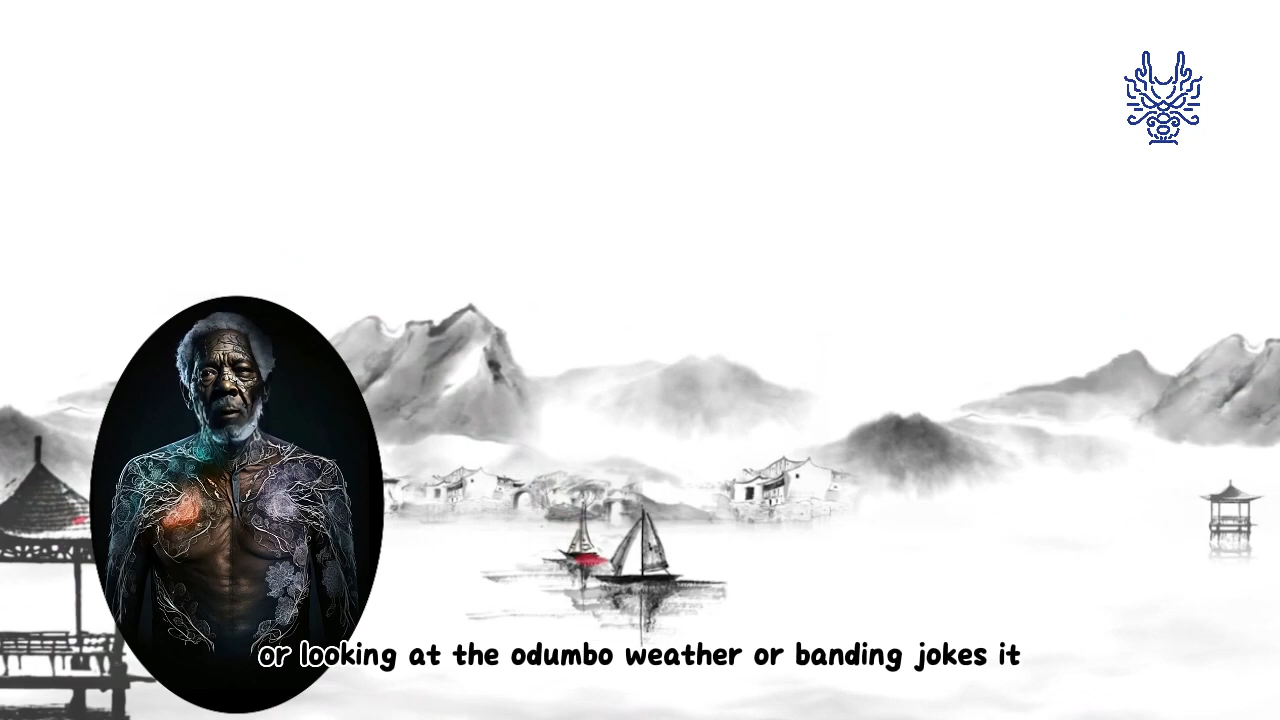 or looking at the odumbo weather or banding jokes it